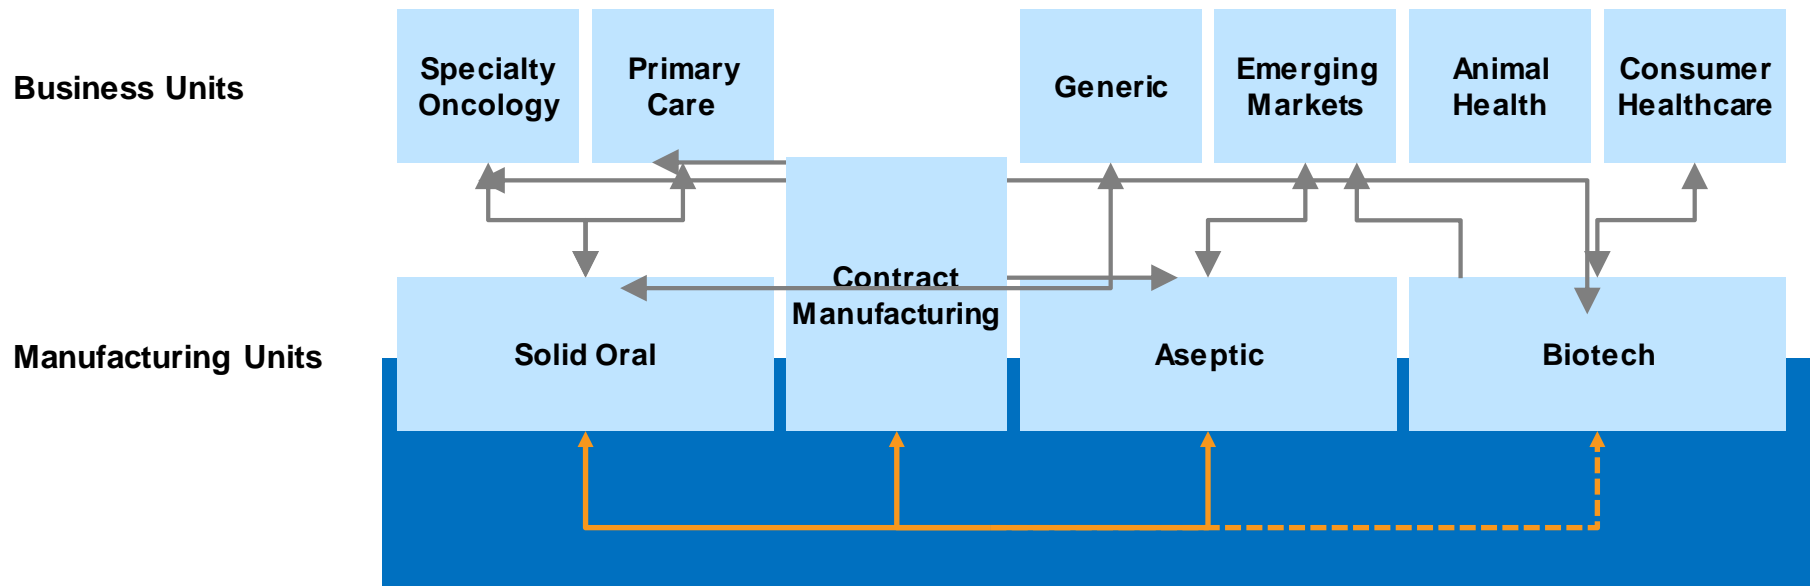 Business Units
Specialty
Oncology
Primary
Care
Generic
Emerging
Markets
Animal
Health
Consumer
Healthcare
Manufacturing Units
Solid Oral
Contract
Manufacturing
Aseptic
Biotech